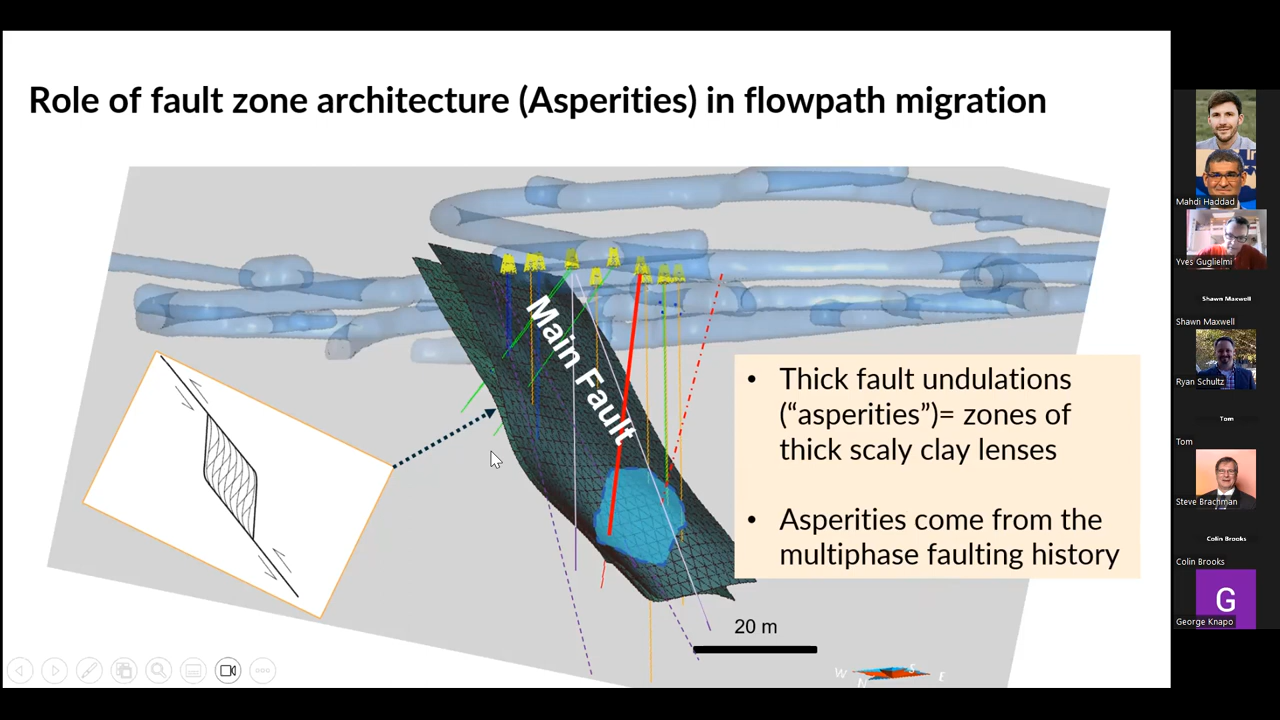 Role of fault zone architecture (Asperities) in flowpath migration
Main Fault
• Thick fault undulations
(“asperities”)= zones of
thick scaly clay lenses
• Asperities come from the
multiphase faulting history
20 m
W
S
N
E
Mahdi Haddad
Yves Guglielmi
Shawn Maxwell
Shawn Maxwell
Ryan Schultz
Tom
Tom
Steve Brachman
Colin Brooks
Colin Brooks
G
George Knapo